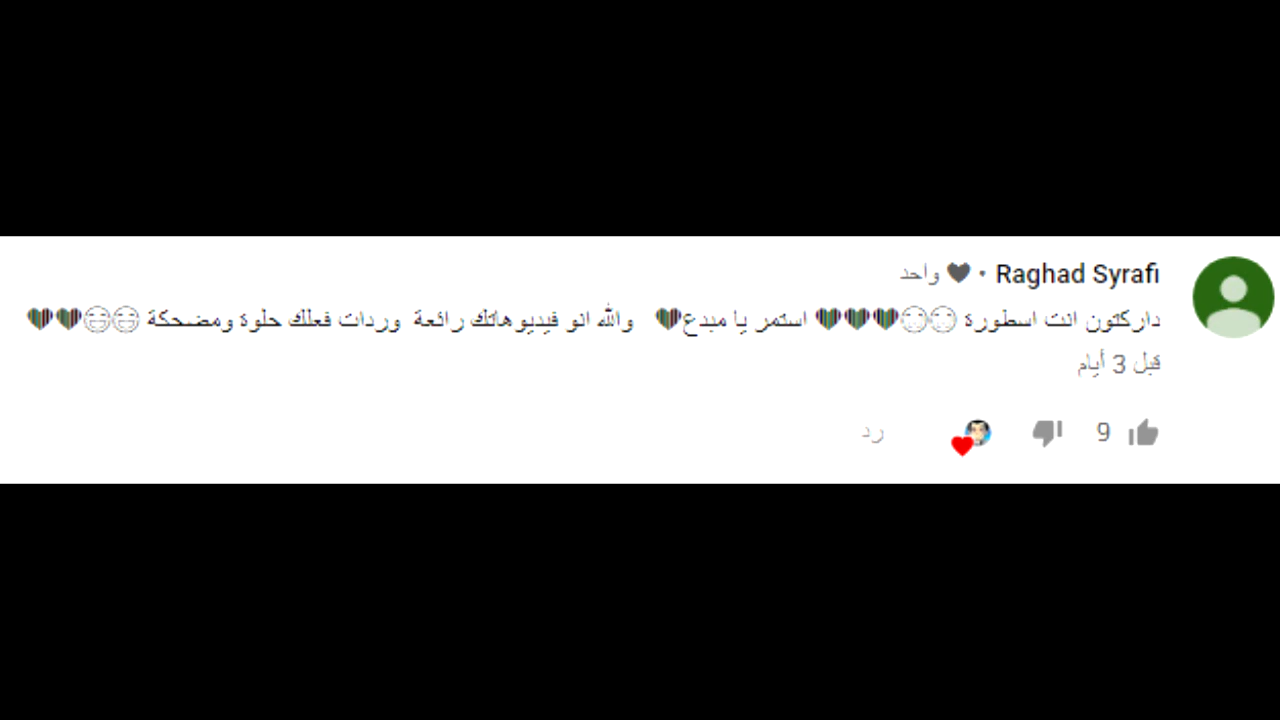 Raghad Syrafi • ♥ واحد
داركتون انت اسطورة 😁😁♥♥♥ استمر يا مبدع♥ والله انو فيديوهاتك رائعة وردات فعلك حلوة ومضحكة 😂😂♥♥
قبل 3 أيام
9 رد